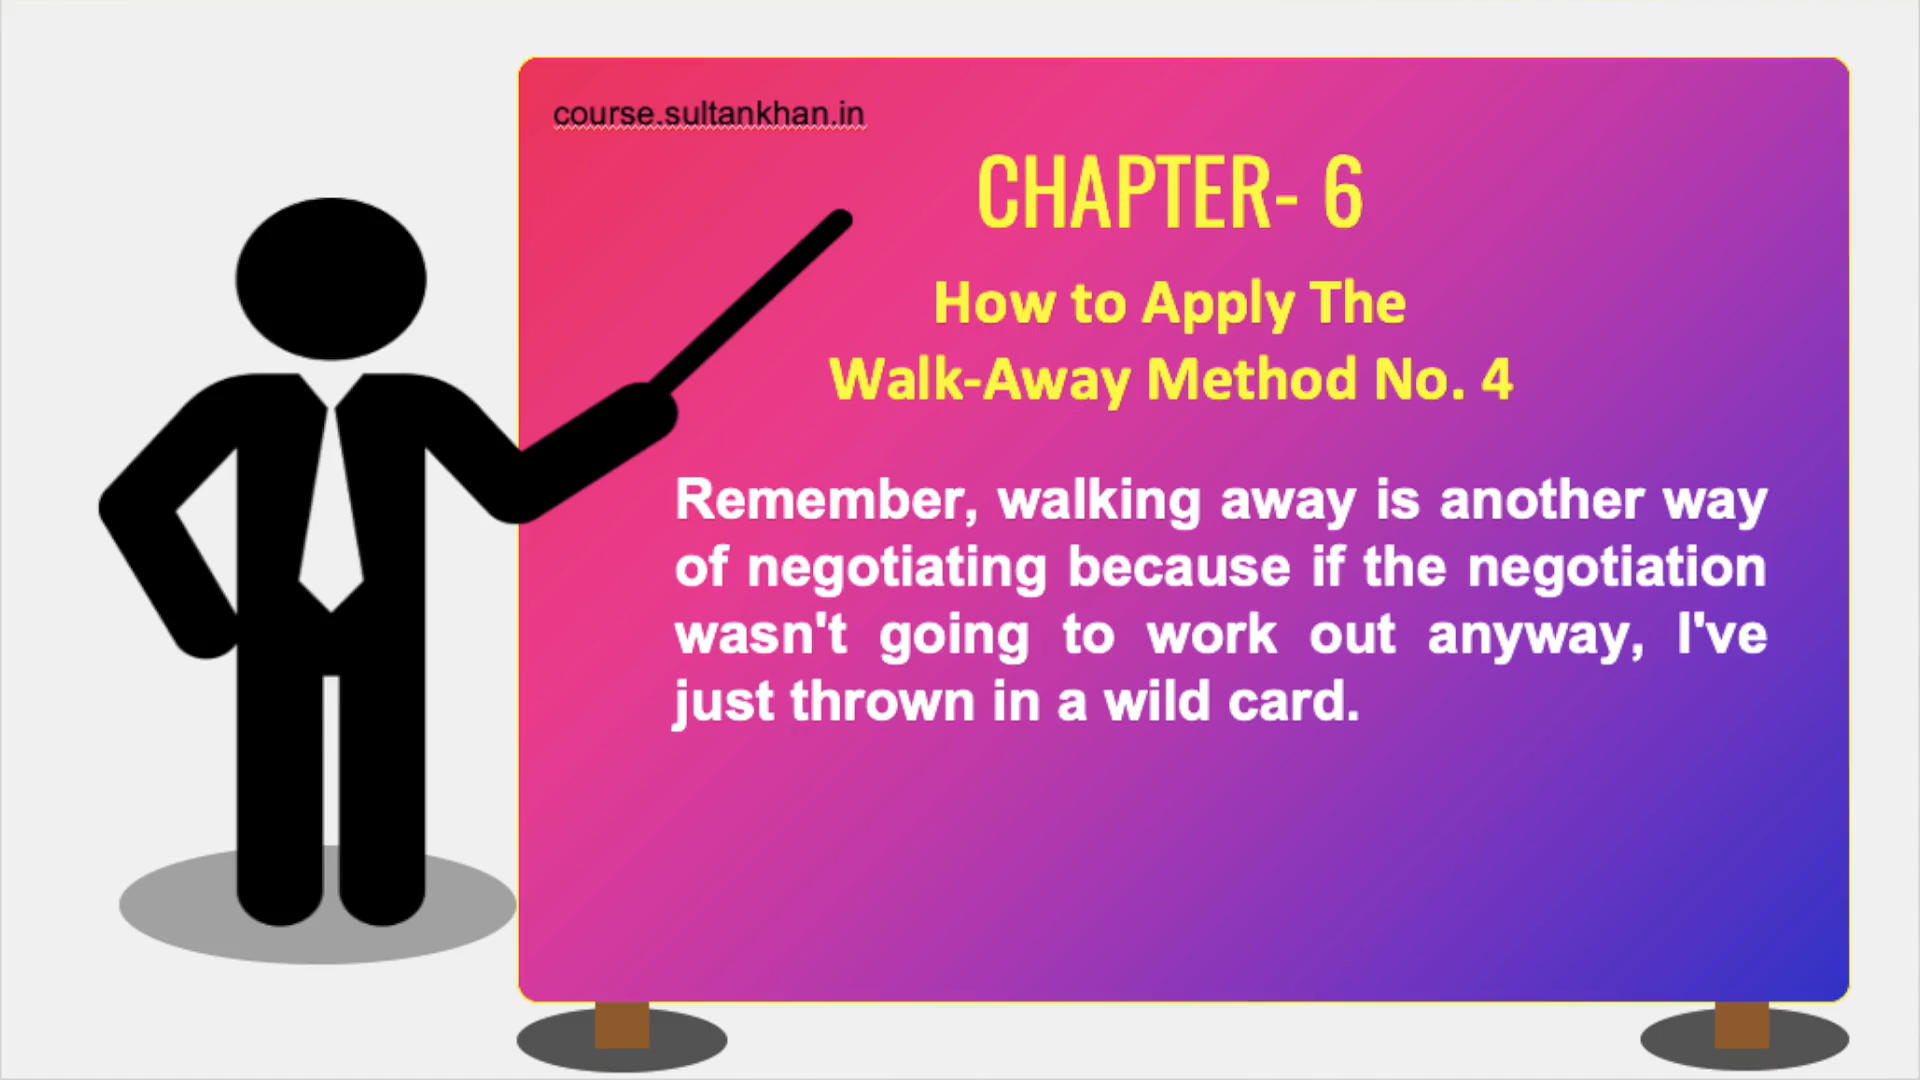 course.sultankhan.in
CHAPTER- 6
How to Apply The
Walk-Away Method No. 4
Remember, walking away is another way
of negotiating because if the negotiation
wasn't going to work out anyway, I've
just thrown in a wild card.